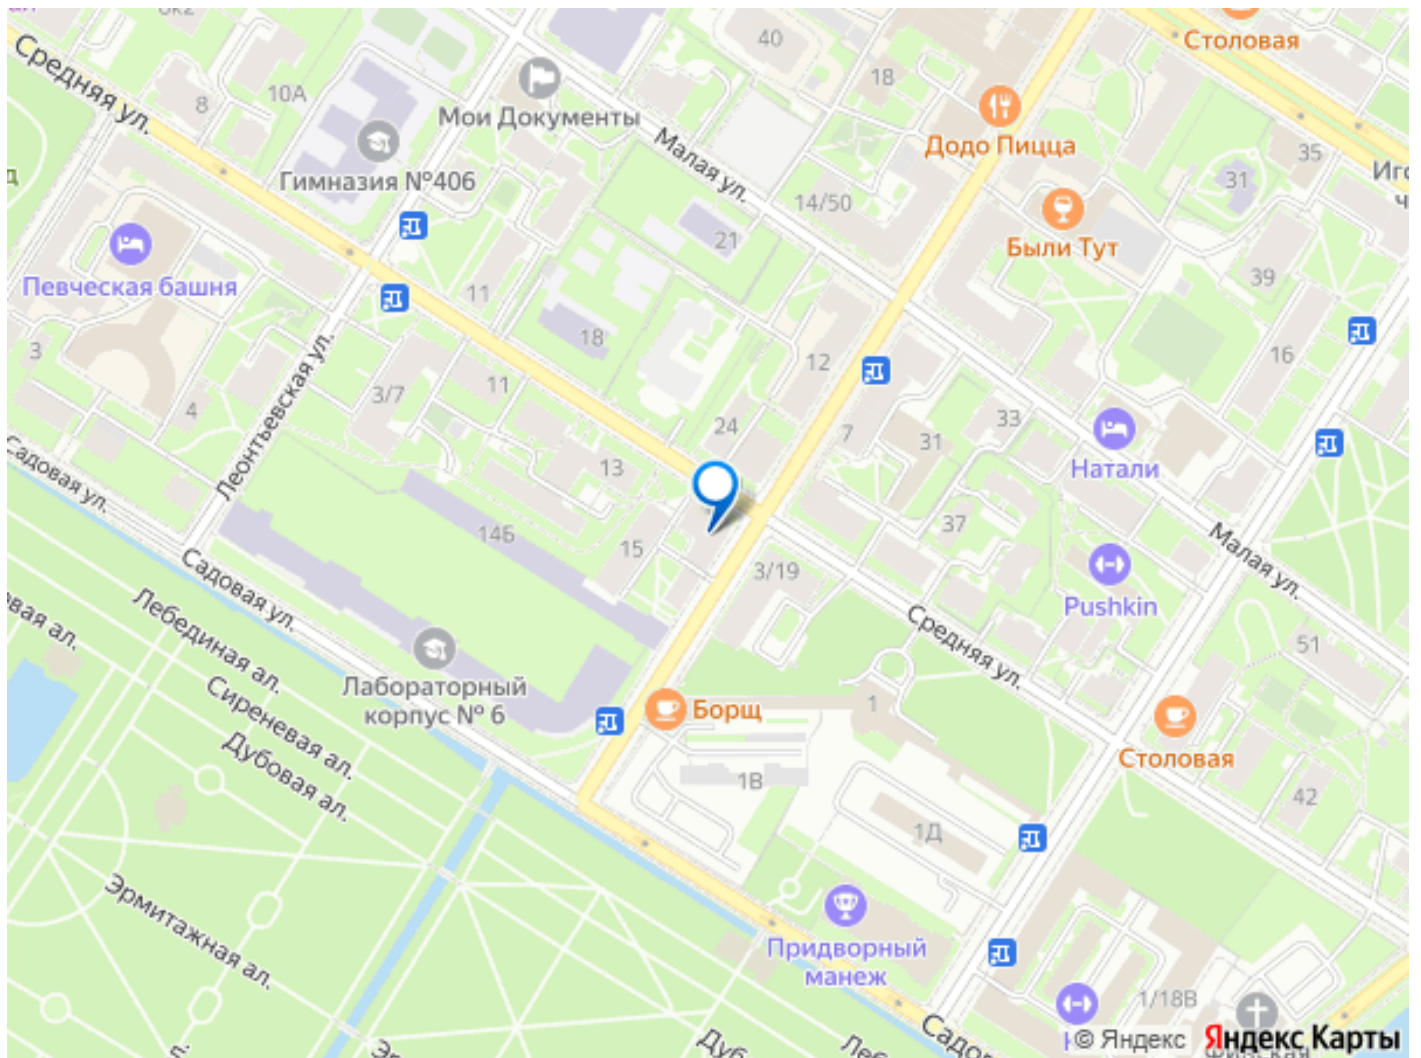 Столовая
40
18
Средняя ул.
8
10А
Мои Документы
Додо Пицца
Малая ул.
35
Гимназия №406
31
14/50
Были Тут
21
Певческая башня
39
11
18
3
12
16
11
3/7
4
24
33
7
31
Леонтьевская ул.
Натали
13
Садовая ул.
14Б
37
15
Малая ул.
3/19
Pushkin
Садовая ул.
Лебединая ал.
Средняя ул.
51
Лабораторный
корпус № 6
Сиреневая ал.
Борщ
1
Дубовая ал.
Столовая
1В
42
1Д
Эрмитажная ал.
Придворный
манеж
1/18В
© Яндекс
Яндекс Карты